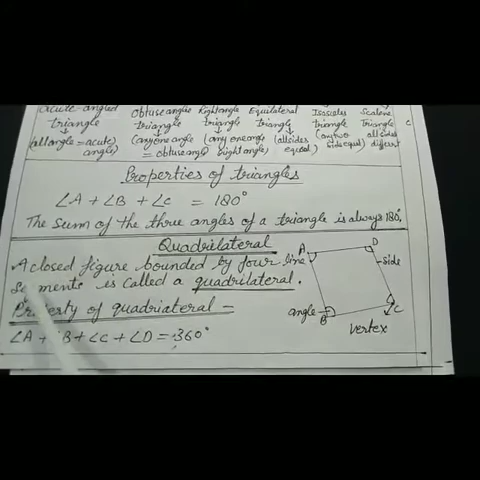 acute-angled obtuse angle Right angle Equilateral Isosceles Scalene
triangle triangle triangle triangle triangle Triangle
(all angle = acute angle) (any one angle = obtuse angle) (any one angle Right angle) (all sides equal) (any two side equal) all sides different
Properties of triangles
∠A + ∠B + ∠C = 180°
The Sum of the three angles of a triangle is always 180°.
Quadrilateral
A closed figure bounded by four line
Segments is called a quadrilateral.
A D side
Property of quadriateral =
angle B C
∠A + ∠B + ∠C + ∠D = 360°
vertex